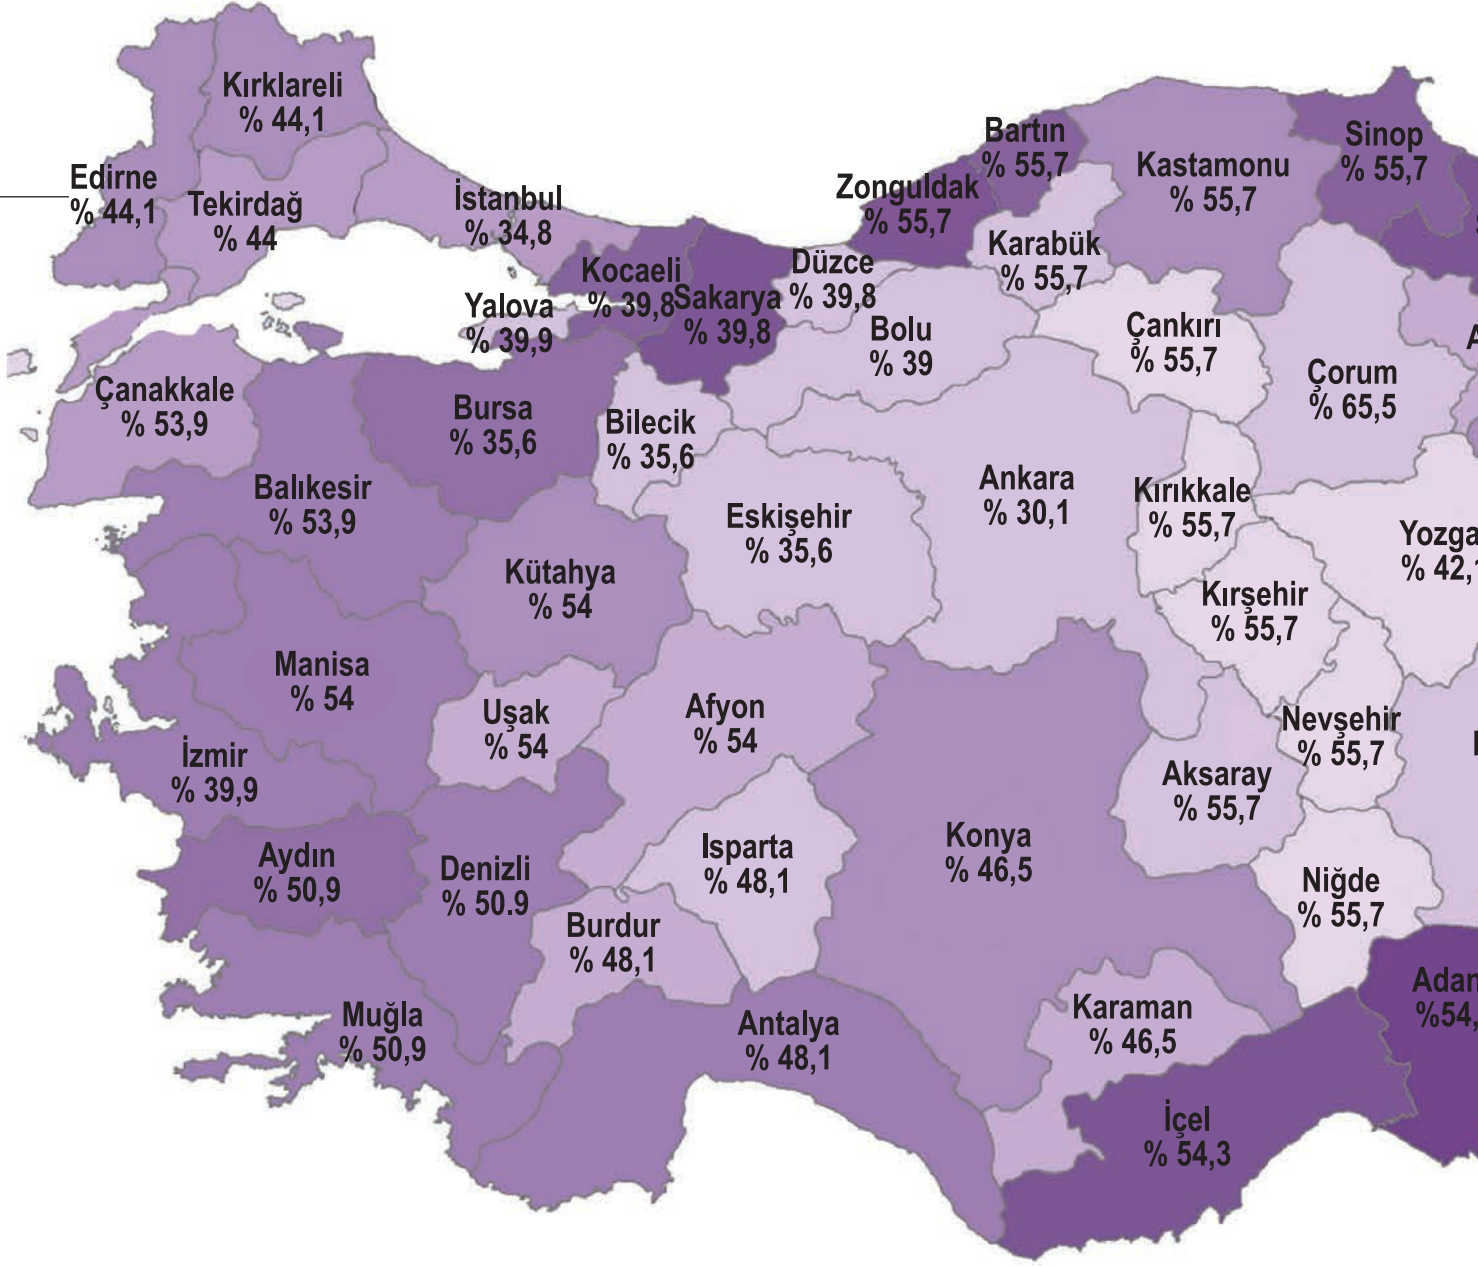 Kırklareli
% 44,1
Edirne
% 44,1
Tekirdağ
% 44
İstanbul
% 34,8
Kocaeli
% 39,8
Sakarya
% 39,8
Yalova
% 39,9
Düzce
% 39,8
Bolu
% 39
Zonguldak
% 55,7
Bartın
% 55,7
Karabük
% 55,7
Kastamonu
% 55,7
Sinop
% 55,7
Çankırı
% 55,7
Çorum
% 65,5
Çanakkale
% 53,9
Bursa
% 35,6
Bilecik
% 35,6
Balıkesir
% 53,9
Eskişehir
% 35,6
Ankara
% 30,1
Kırıkkale
% 55,7
Yozga
% 42,
Kütahya
% 54
Kırşehir
% 55,7
Manisa
% 54
Uşak
% 54
Afyon
% 54
Nevşehir
% 55,7
İzmir
% 39,9
Aksaray
% 55,7
Aydın
% 50,9
Denizli
% 50.9
Isparta
% 48,1
Konya
% 46,5
Niğde
% 55,7
Burdur
% 48,1
Adan
%54,
Muğla
% 50,9
Antalya
% 48,1
Karaman
% 46,5
İçel
% 54,3